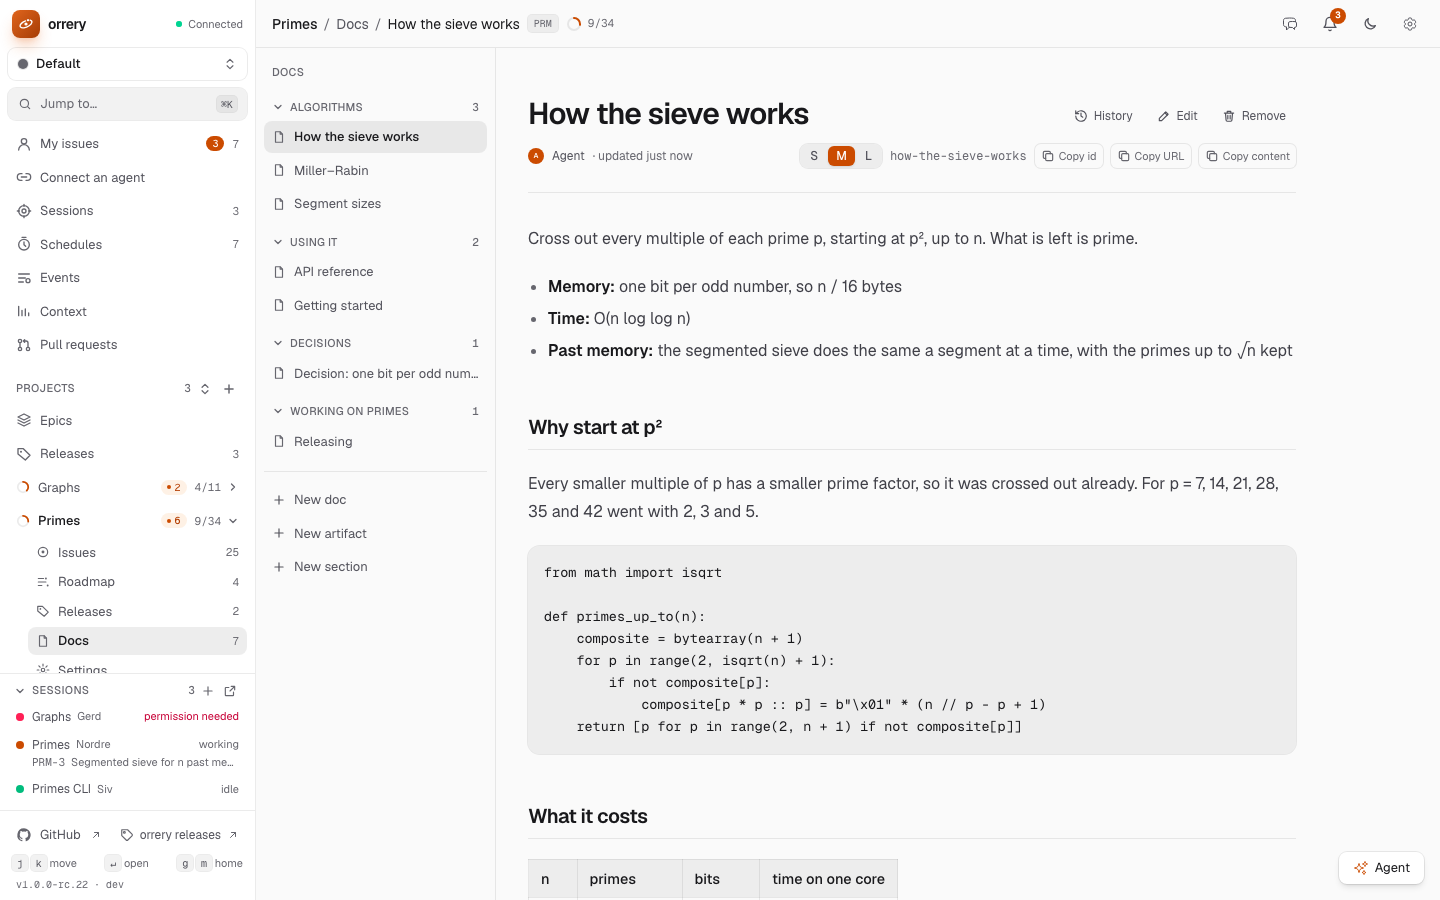 orrery
Connected
Default
Jump to...
⌘K
My issues 3 7
Connect an agent
Sessions 3
Schedules 7
Events
Context
Pull requests
PROJECTS 3
Epics
Releases 3
Graphs 2 4/11
Primes 6 9/34
Issues 25
Roadmap 4
Releases 2
Docs 7
Settings
SESSIONS 3
Graphs Gerd permission needed
Primes Nordre working
PRM-3 Segmented sieve for n past me…
Primes CLI Siv idle
GitHub ↗ orrery releases ↗
j k move ↵ open g m home
v1.0.0-rc.22 · dev
Primes / Docs / How the sieve works PRM 9/34
3
DOCS
ALGORITHMS 3
How the sieve works
Miller–Rabin
Segment sizes
USING IT 2
API reference
Getting started
DECISIONS 1
Decision: one bit per odd num…
WORKING ON PRIMES 1
Releasing
New doc
New artifact
New section
How the sieve works
History Edit Remove
A Agent · updated just now
S M L how-the-sieve-works Copy id Copy URL Copy content
Cross out every multiple of each prime p, starting at p², up to n. What is left is prime.
• Memory: one bit per odd number, so n / 16 bytes
• Time: O(n log log n)
• Past memory: the segmented sieve does the same a segment at a time, with the primes up to √n kept
Why start at p²
Every smaller multiple of p has a smaller prime factor, so it was crossed out already. For p = 7, 14, 21, 28,
35 and 42 went with 2, 3 and 5.
from math import isqrt
def primes_up_to(n):
    composite = bytearray(n + 1)
    for p in range(2, isqrt(n) + 1):
        if not composite[p]:
            composite[p * p :: p] = b"\x01" * (n // p - p + 1)
    return [p for p in range(2, n + 1) if not composite[p]]
What it costs
n primes bits time on one core
Agent